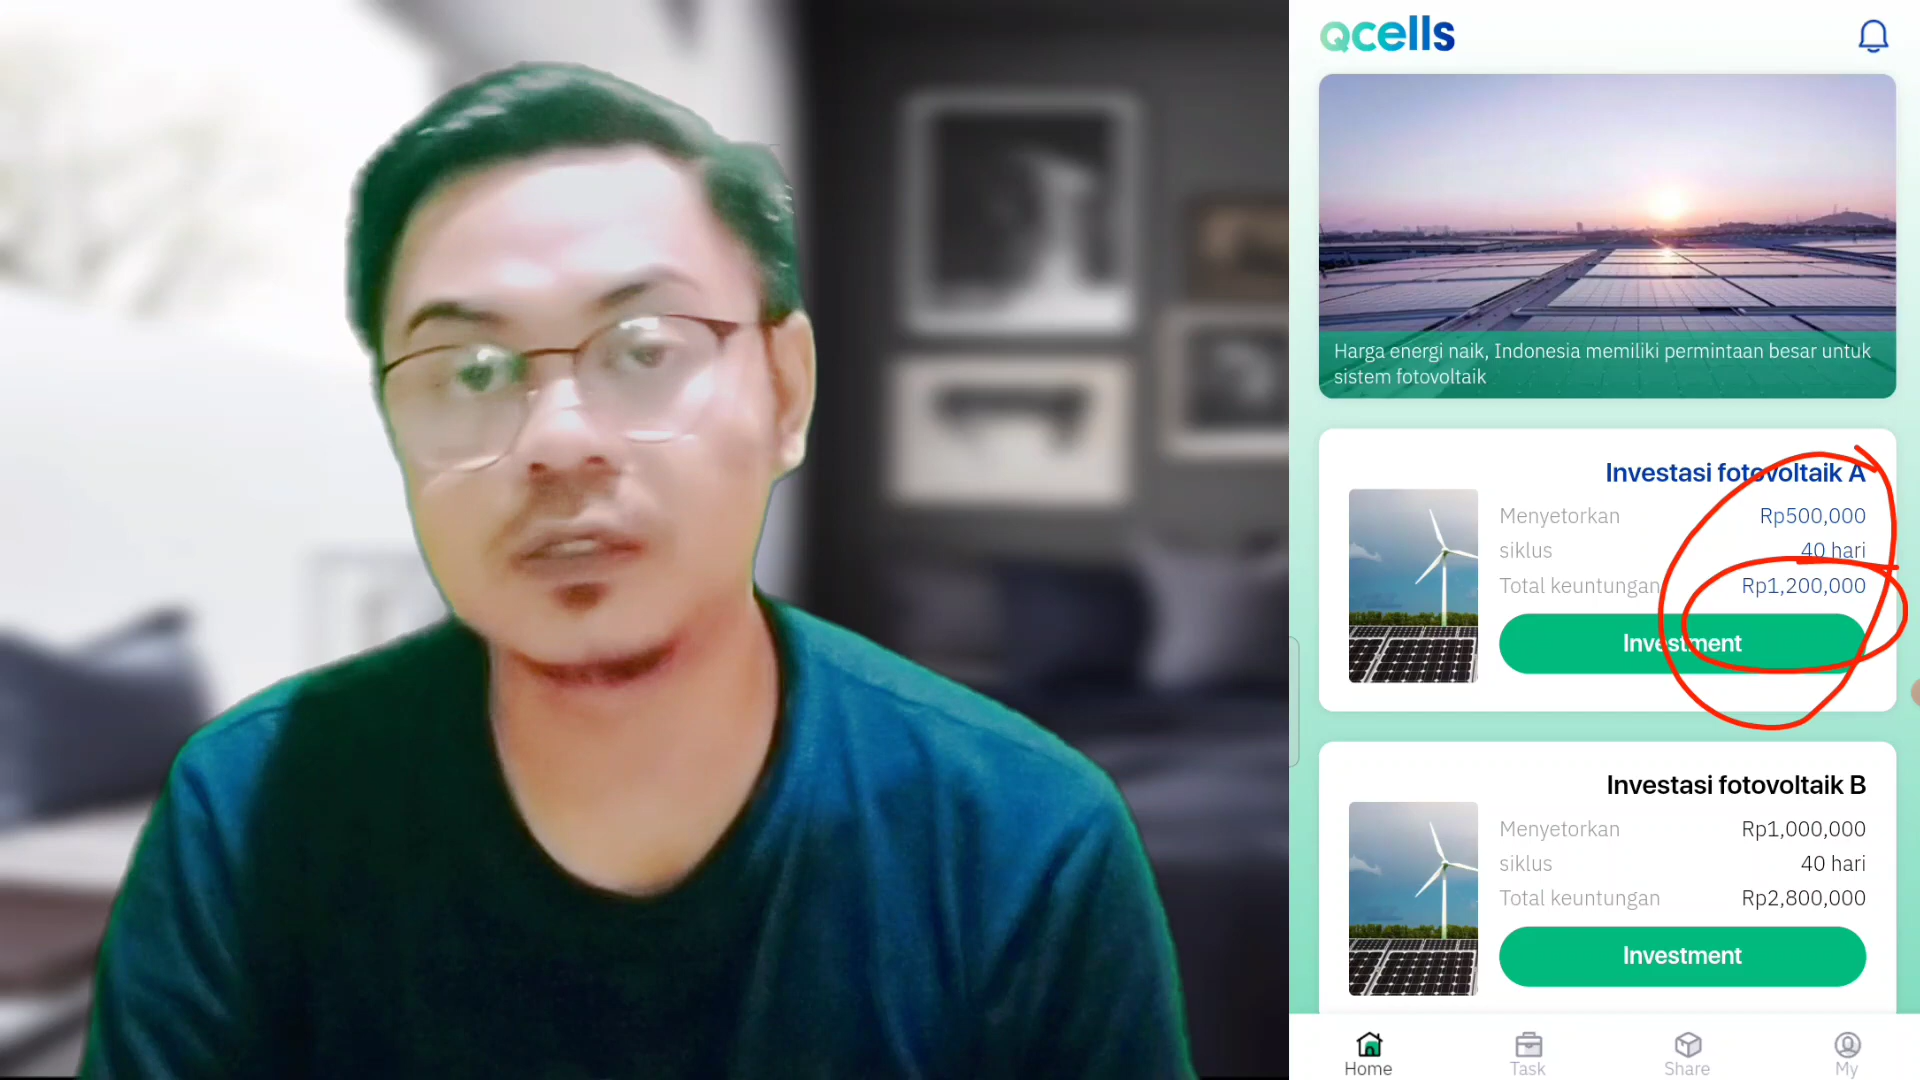 Qcells
Harga energi naik, Indonesia memiliki permintaan besar untuk
sistem fotovoltaik
Investasi fotovoltaik A
Menyetorkan Rp500,000
siklus 40 hari
Total keuntungan Rp1,200,000
Investment
Investasi fotovoltaik B
Menyetorkan Rp1,000,000
siklus 40 hari
Total keuntungan Rp2,800,000
Investment
Home Task Share My